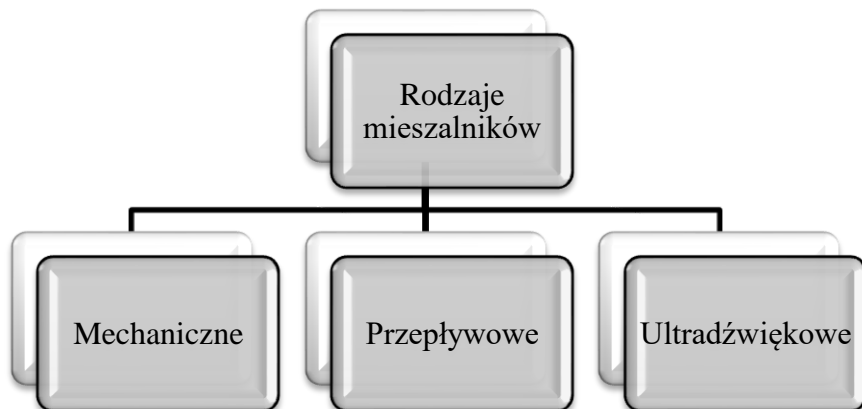 Rodzaje
mieszalników
Mechaniczne
Przepływowe
Ultradźwiękowe